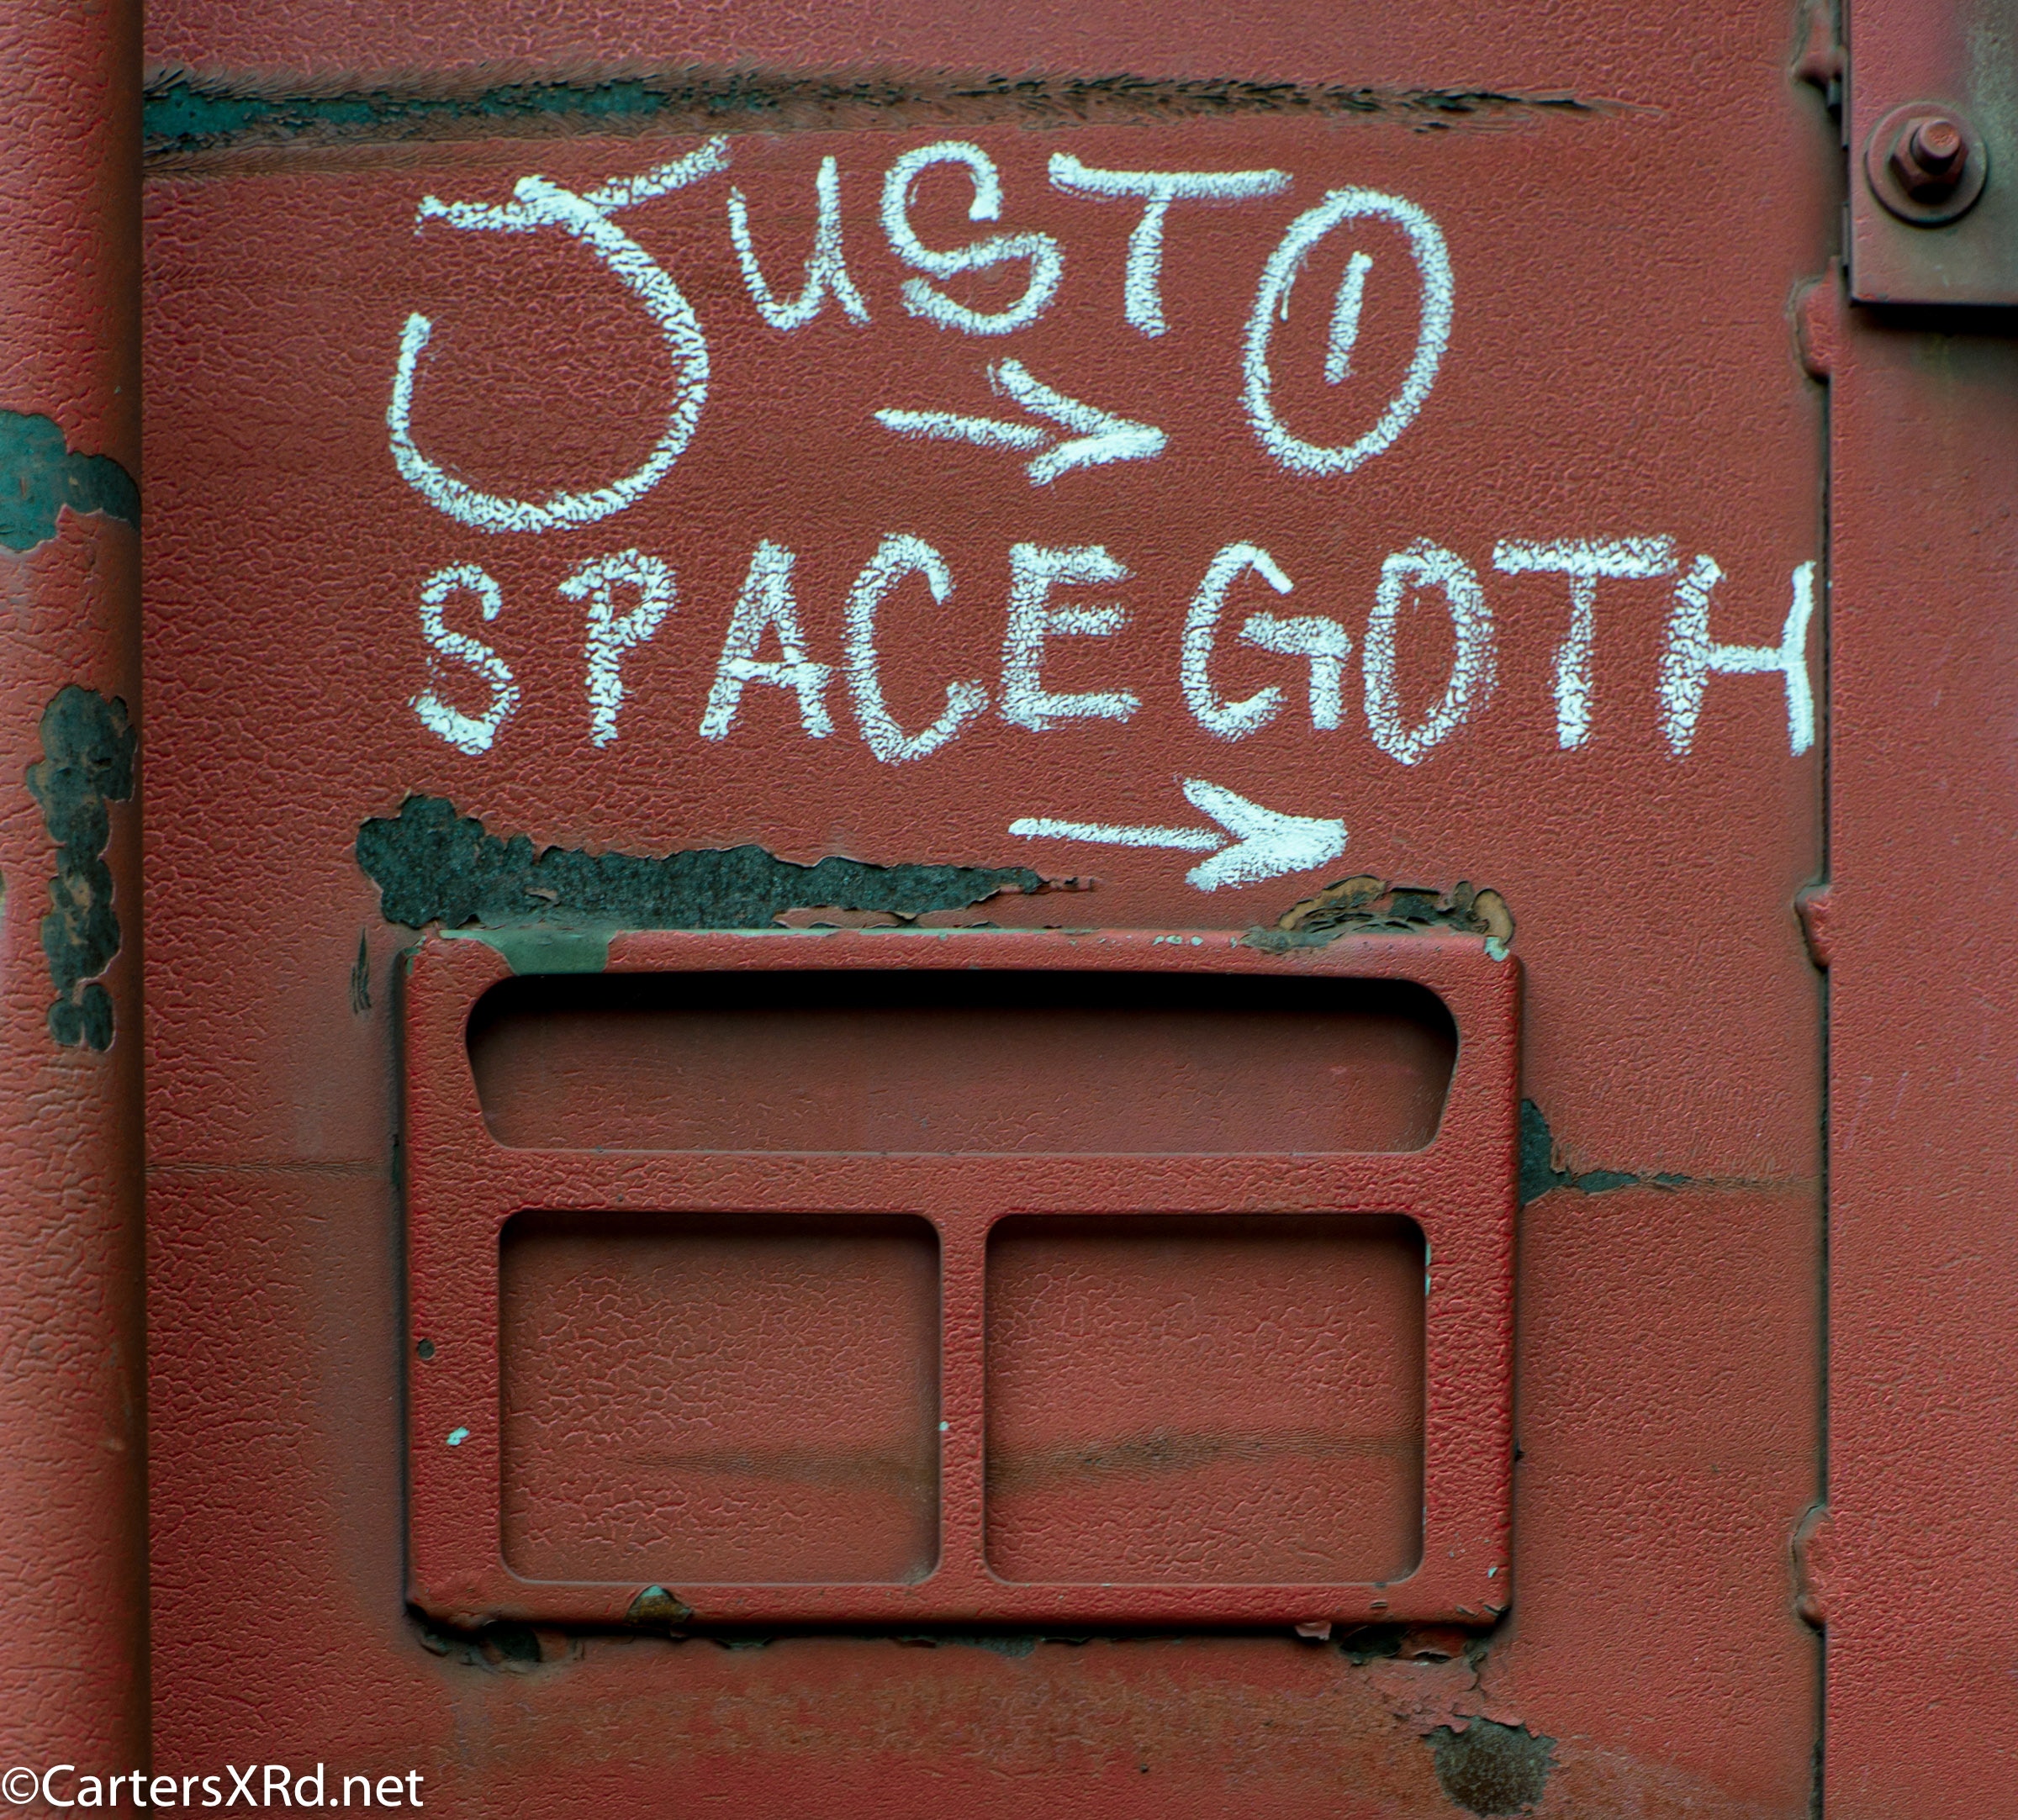 JUST 1
→
SPACEGOTH
→
©CartersXRd.net